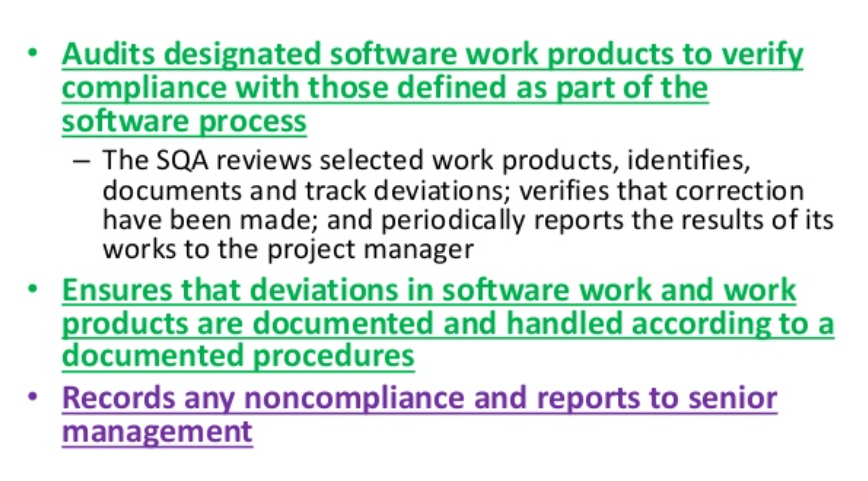 • Audits designated software work products to verify
compliance with those defined as part of the
software process
– The SQA reviews selected work products, identifies,
documents and track deviations; verifies that correction
have been made; and periodically reports the results of its
works to the project manager
• Ensures that deviations in software work and work
products are documented and handled according to a
documented procedures
• Records any noncompliance and reports to senior
management